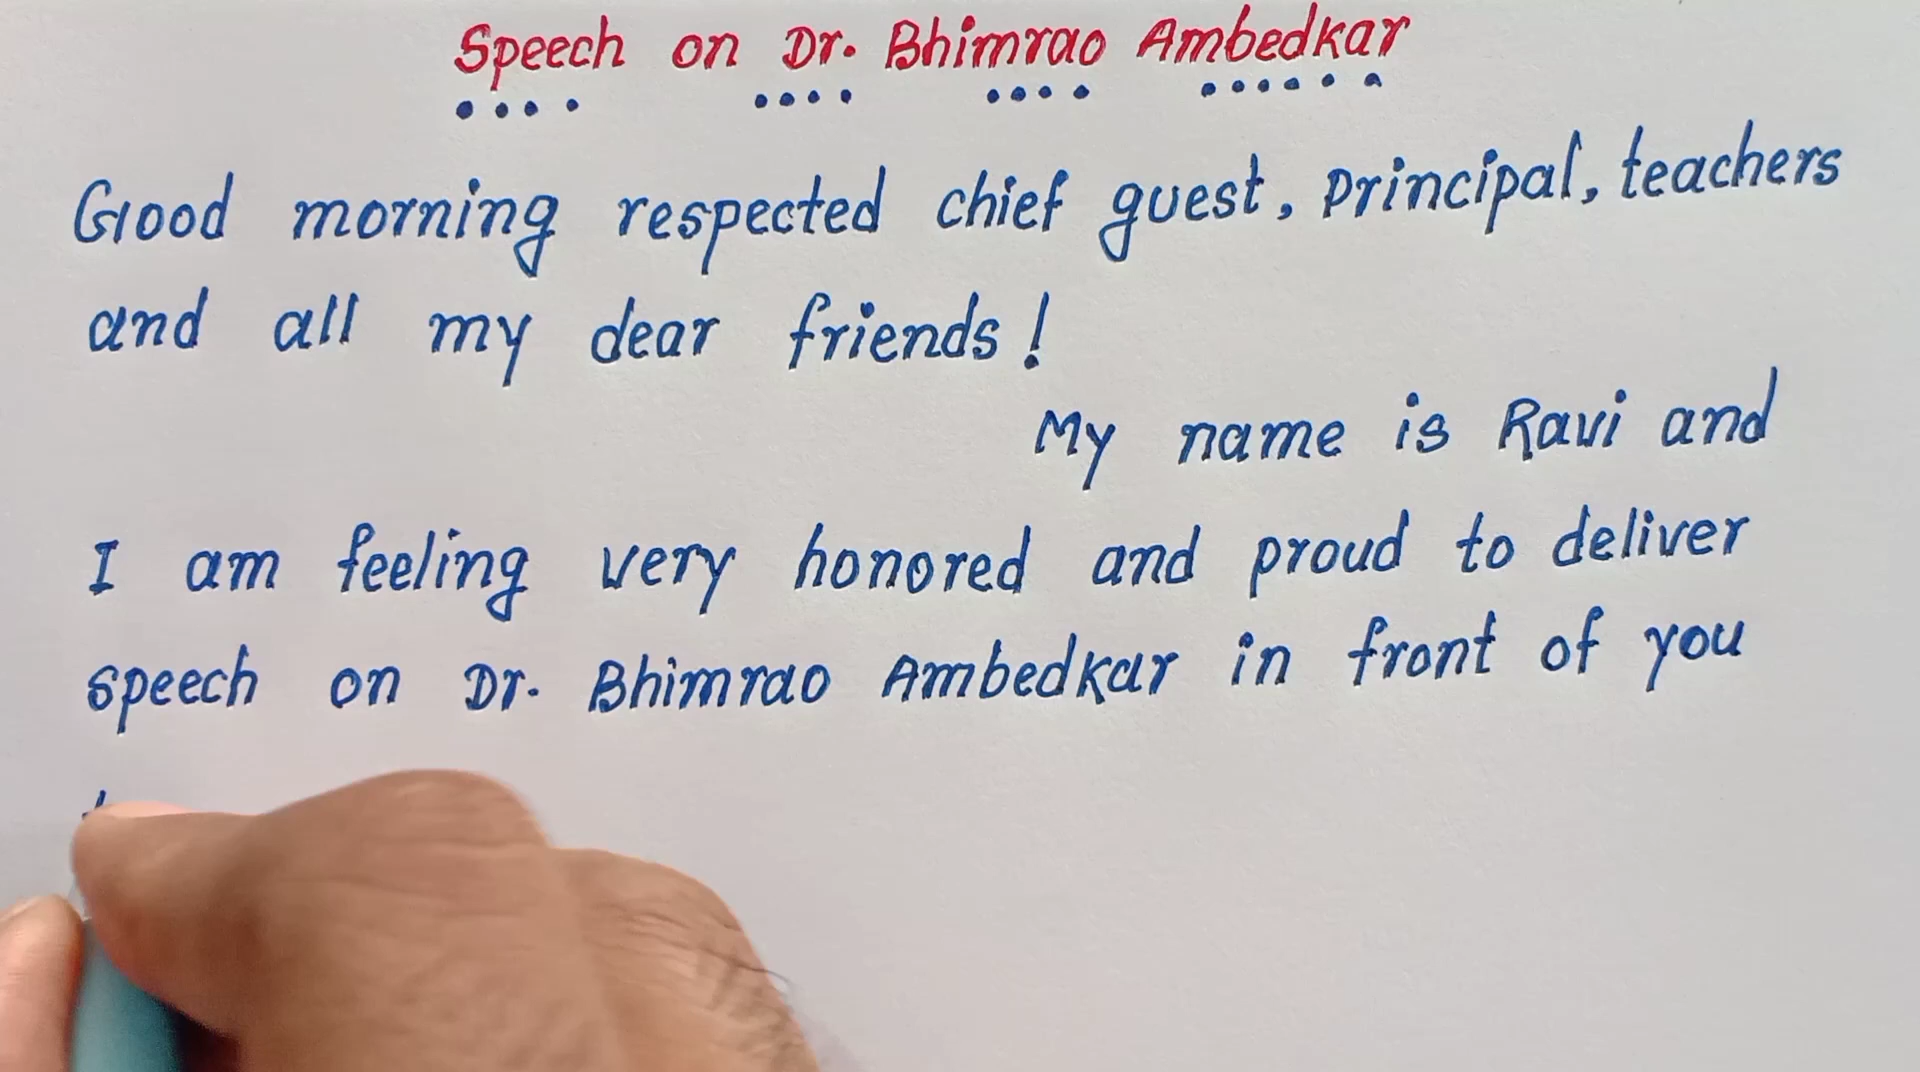 Speech on Dr. Bhimrao Ambedkar
Good morning respected chief guest, principal, teachers
and all my dear friends!
My name is Ravi and
I am feeling very honored and proud to deliver
speech on Dr. Bhimrao Ambedkar in front of you